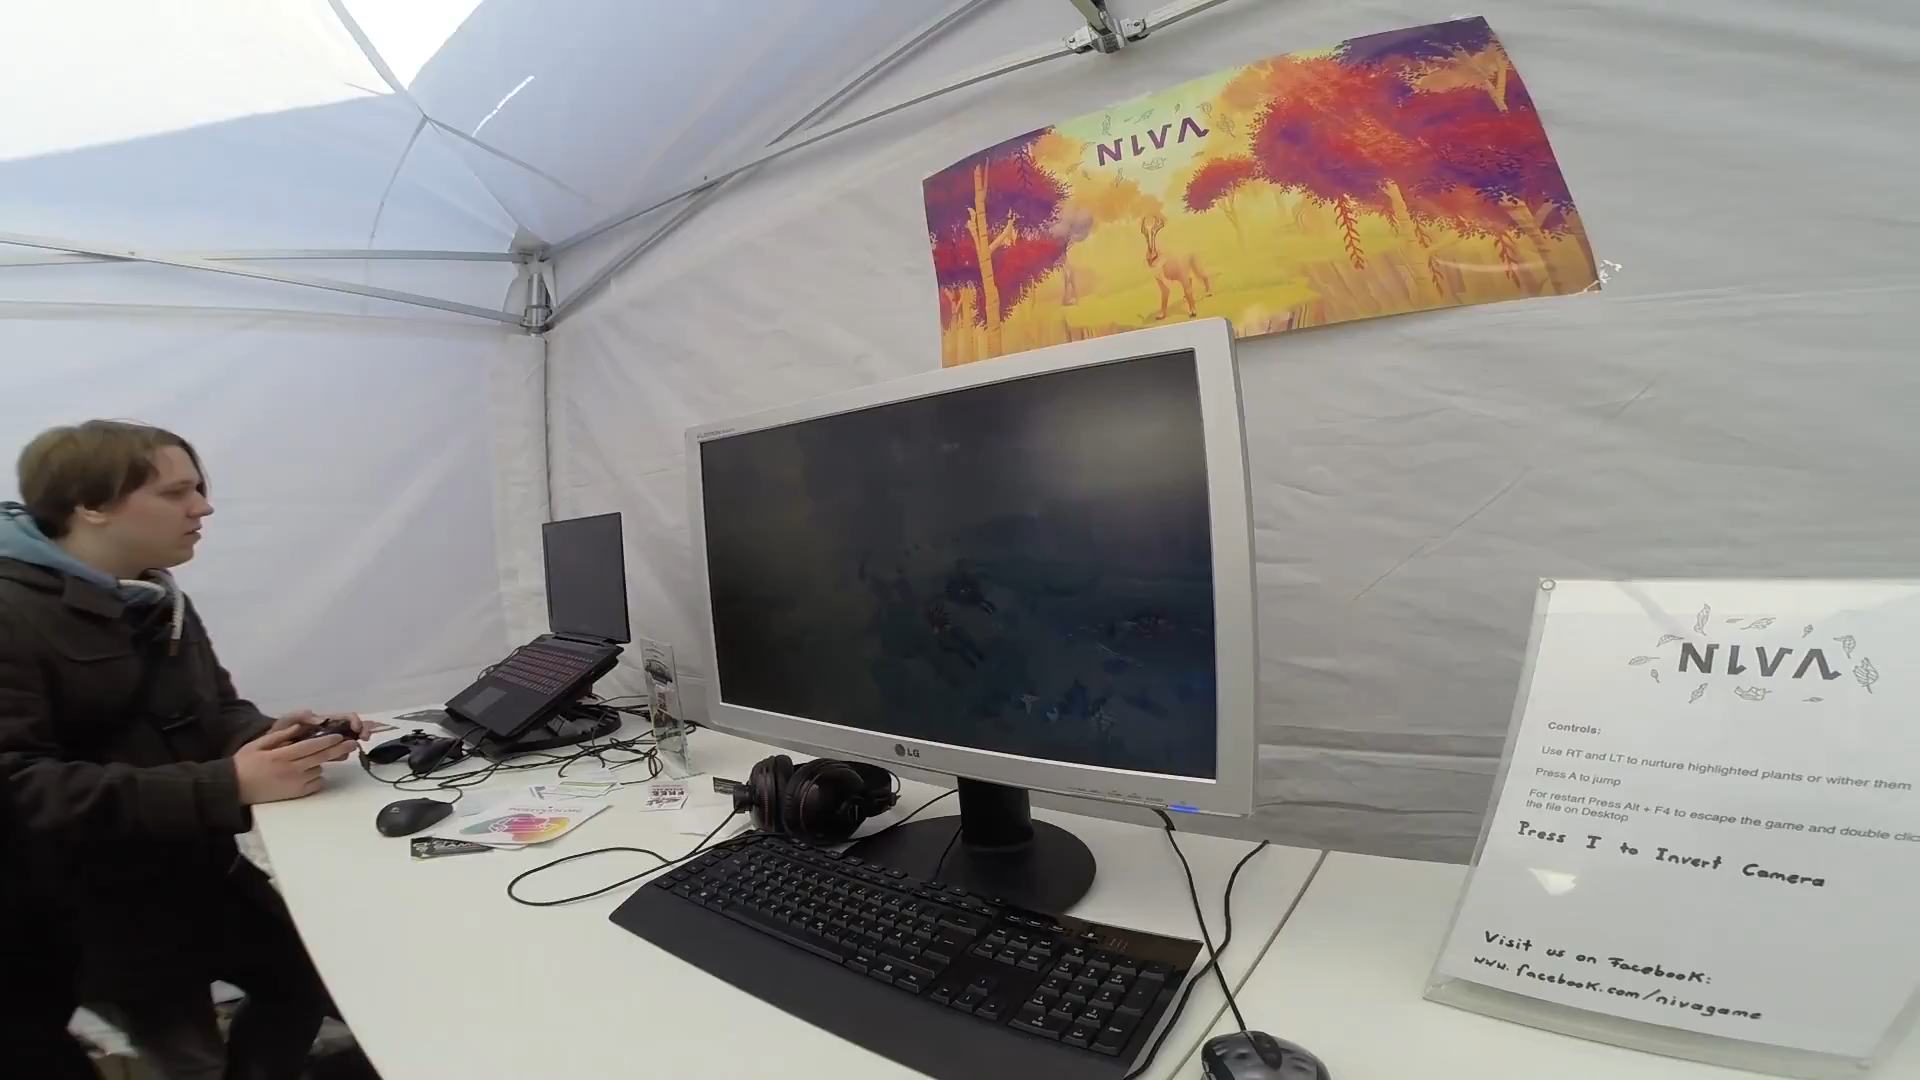 NIVA
LG
FREE
NIVA
Controls:
Use RT and LT to nurture highlighted plants or wither them
Press A to jump
For restart Press Alt + F4 to escape the game and double clic
the file on Desktop
Press I to Invert Camera
Visit us on Facebook:
www.facebook.com/nivagame